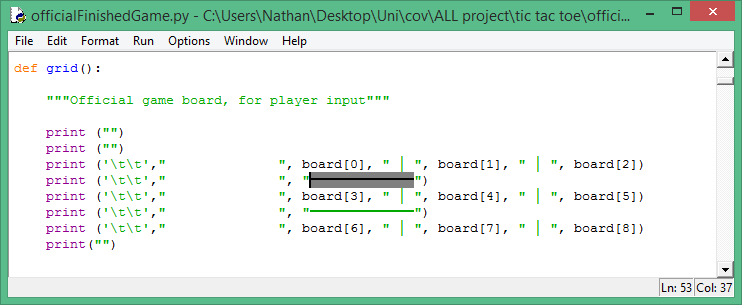 officialFinishedGame.py - C:\Users\Nathan\Desktop\Uni\cov\ALL project\tic tac toe\offici...
File Edit Format Run Options Window Help
def grid():
"""Official game board, for player input"""
print ("")
print ("")
print ('\t\t',"              ", board[0], " │ ", board[1], " │ ", board[2])
print ('\t\t',"              ", "─────────────")
print ('\t\t',"              ", board[3], " │ ", board[4], " │ ", board[5])
print ('\t\t',"              ", "─────────────")
print ('\t\t',"              ", board[6], " │ ", board[7], " │ ", board[8])
print("")
Ln: 53 Col: 37